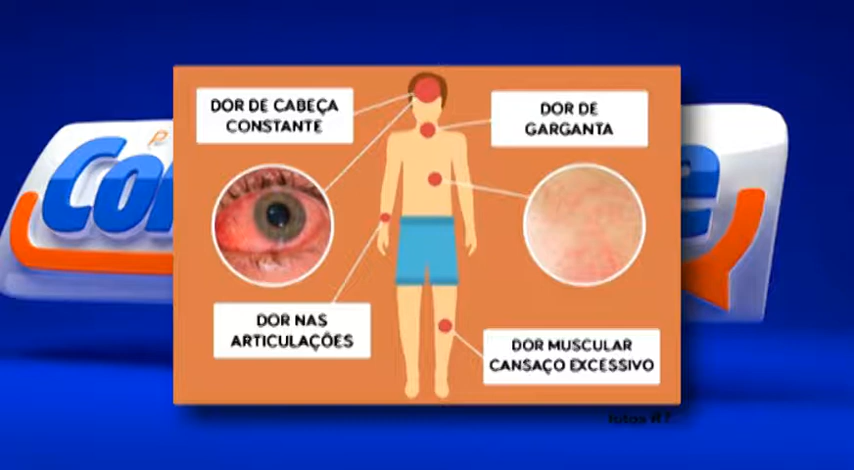 DOR DE CABEÇA
CONSTANTE
DOR DE
GARGANTA
DOR NAS
ARTICULAÇÕES
DOR MUSCULAR
CANSAÇO EXCESSIVO